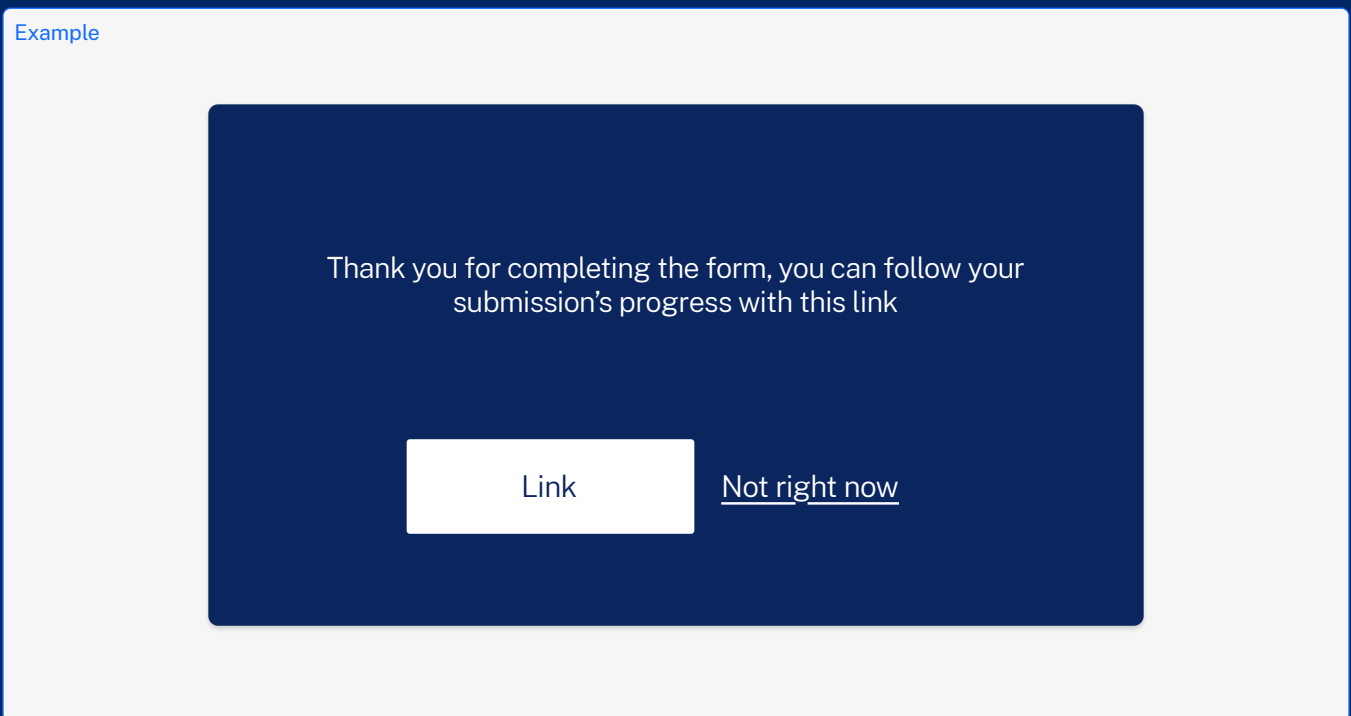 Example
Thank you for completing the form, you can follow your
submission’s progress with this link
Link
Not right now